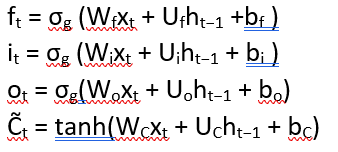 fₜ = σg (Wfxₜ + Ufhₜ₋₁ +bf )
iₜ = σg (Wᵢxₜ + Uᵢhₜ₋₁ + bᵢ )
oₜ = σg(Wₒxₜ + Uₒhₜ₋₁ + bₒ)
C̃ₜ = tanh(WCxₜ + UChₜ₋₁ + bC)